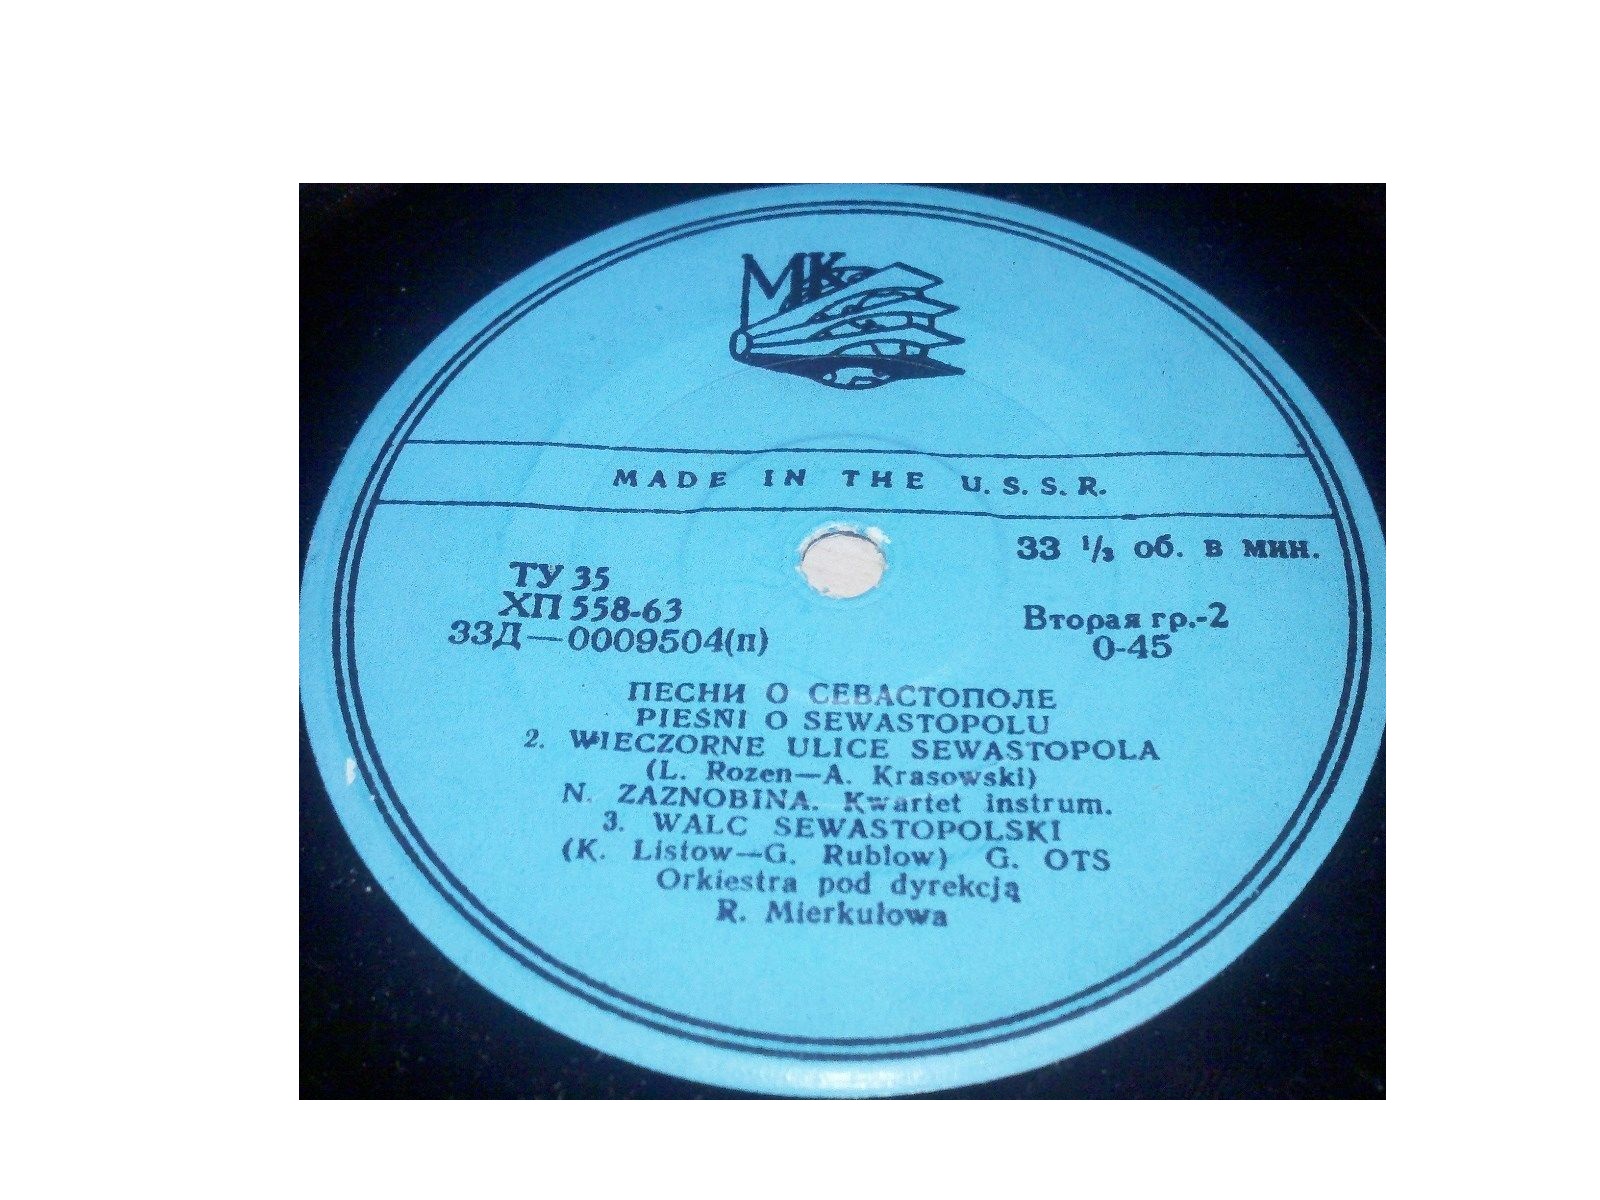 МК
MADE IN THE U.S.S.R.
33 1/3 об. в мин.
ТУ 35
ХП 558-63
33Д—0009504(п)
Вторая гр.-2
0-45
ПЕСНИ О СЕВАСТОПОЛЕ
PIEŚNI O SEWASTOPOLU
2. WIECZORNE ULICE SEWASTOPOLA
(L. Rozen—A. Krasowski)
N. ZAZNOBINA. Kwartet instrum.
3. WALC SEWASTOPOLSKI
(K. Listow—G. Rublow) G. OTS
Orkiestra pod dyrekcją
R. Mierkułowa